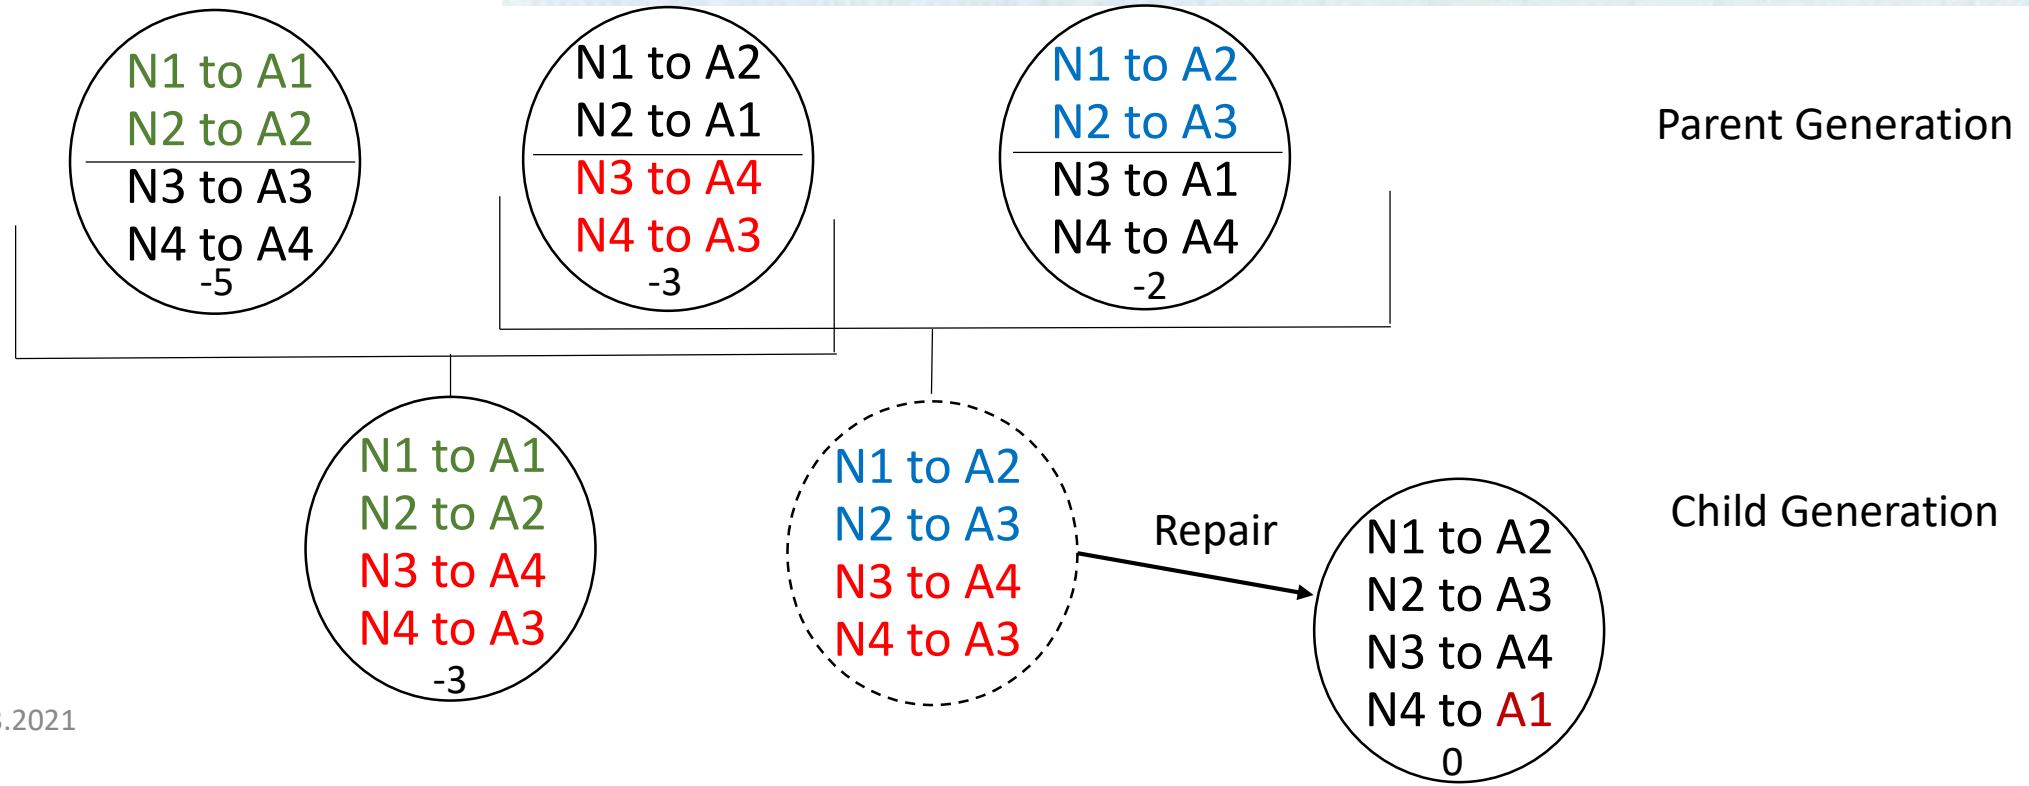 N1 to A1
N2 to A2
N3 to A3
N4 to A4
-5
N1 to A2
N2 to A1
N3 to A4
N4 to A3
-3
N1 to A2
N2 to A3
N3 to A1
N4 to A4
-2
Parent Generation
N1 to A1
N2 to A2
N3 to A4
N4 to A3
-3
N1 to A2
N2 to A3
N3 to A4
N4 to A3
Repair
N1 to A2
N2 to A3
N3 to A4
N4 to A1
0
Child Generation
.2021